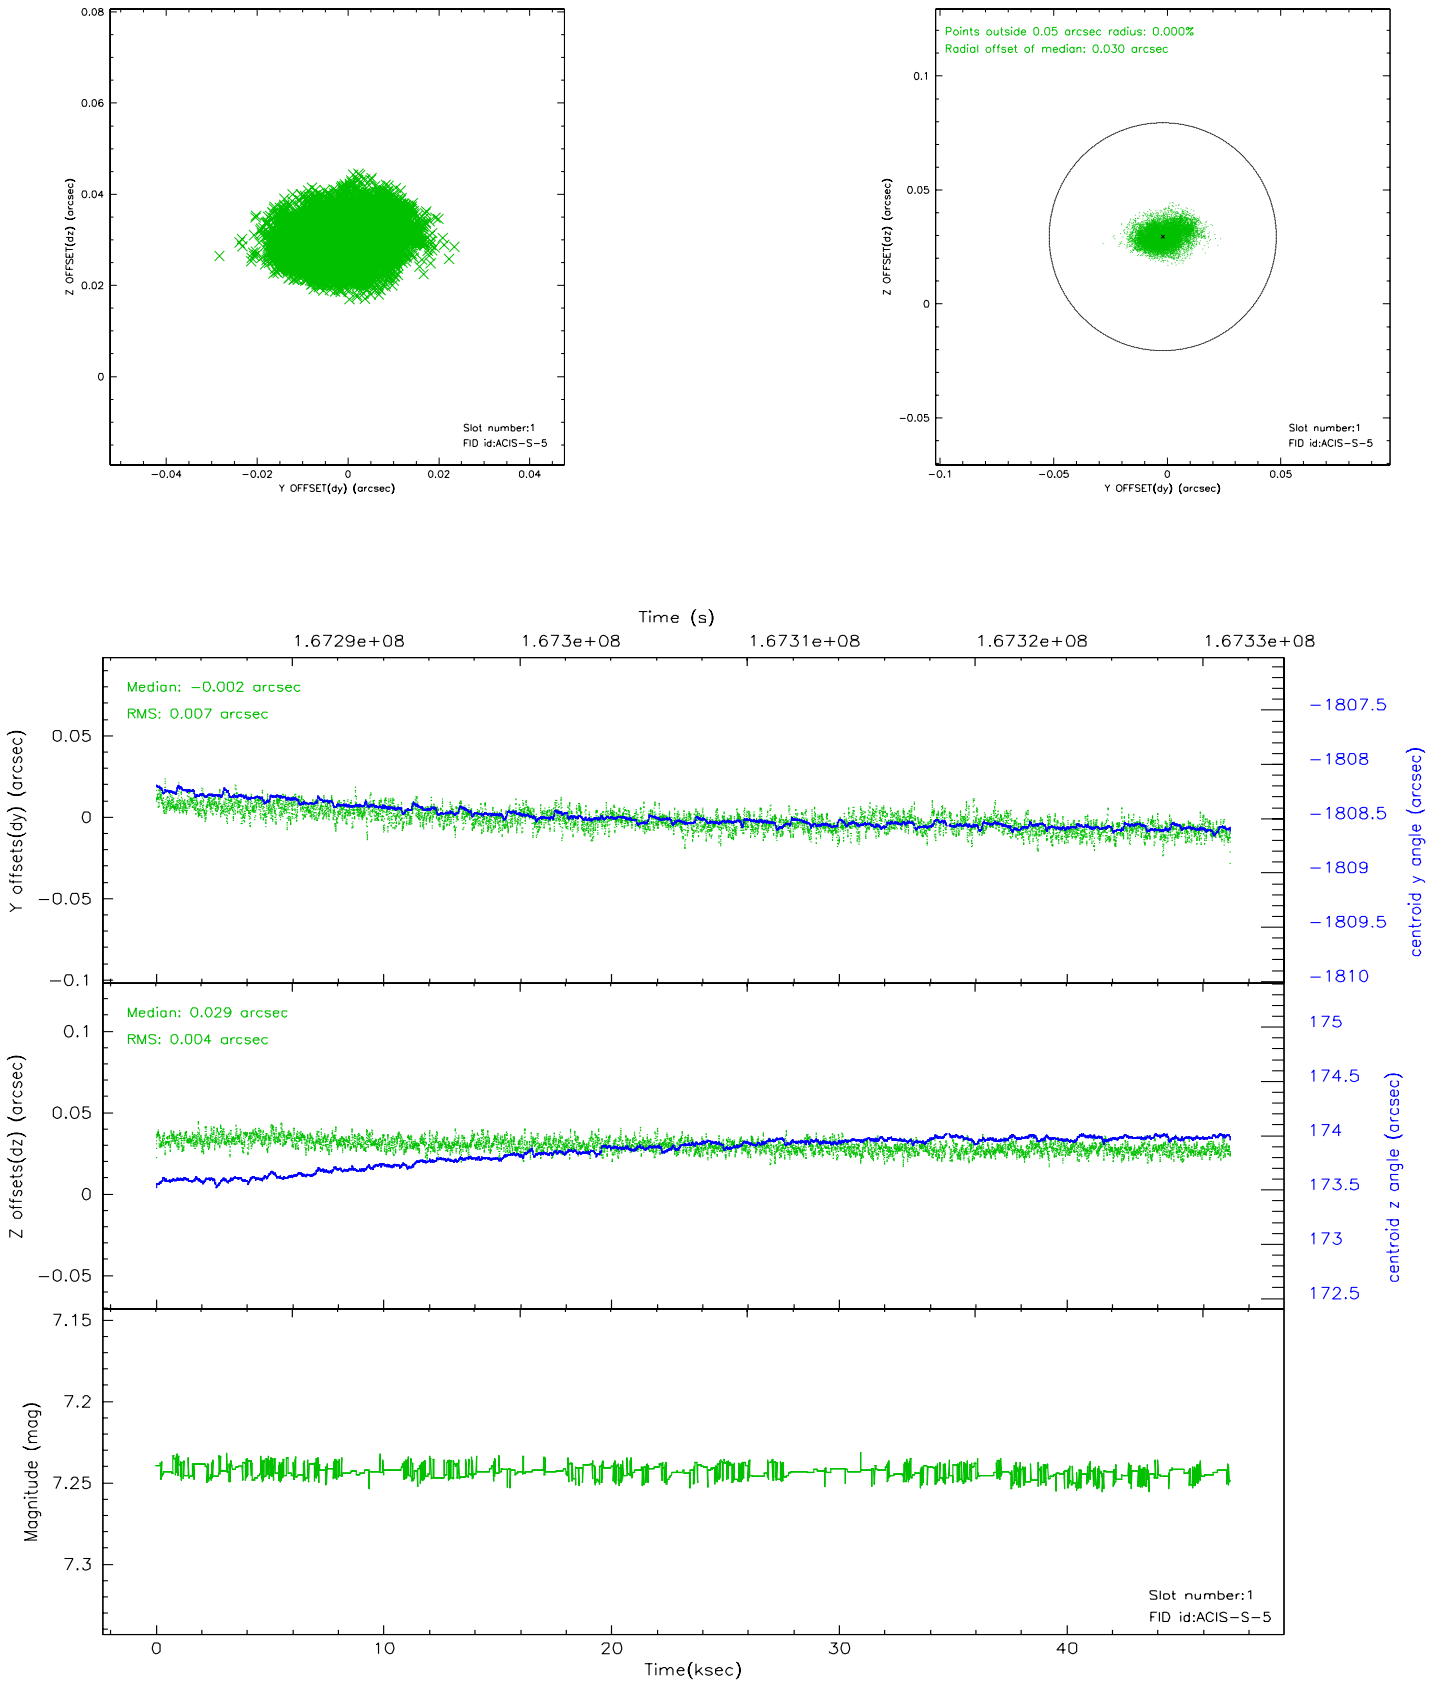 0.08
0.06
0.04
0.02
0
Z OFFSET(dz) (arcsec)
Slot number:1
FID id:ACIS-S-5
-0.04 -0.02 0 0.02 0.04
Y OFFSET(dy) (arcsec)
Points outside 0.05 arcsec radius: 0.000%
Radial offset of median: 0.030 arcsec
0.1
0.05
0
-0.05
Z OFFSET(dz) (arcsec)
Slot number:1
FID id:ACIS-S-5
-0.1 -0.05 0 0.05
Y OFFSET(dy) (arcsec)
Time (s)
1.6729e+08 1.673e+08 1.6731e+08 1.6732e+08 1.6733e+08
Median: -0.002 arcsec
RMS: 0.007 arcsec
0.05
0
-0.05
-0.1
Y offsets(dy) (arcsec)
-1807.5
-1808
-1808.5
-1809
-1809.5
-1810
centroid y angle (arcsec)
Median: 0.029 arcsec
RMS: 0.004 arcsec
0.1
0.05
0
-0.05
Z offsets(dz) (arcsec)
175
174.5
174
173.5
173
172.5
centroid z angle (arcsec)
7.15
7.2
7.25
7.3
Magnitude (mag)
Slot number:1
FID id:ACIS-S-5
0 10 20 30 40
Time(ksec)